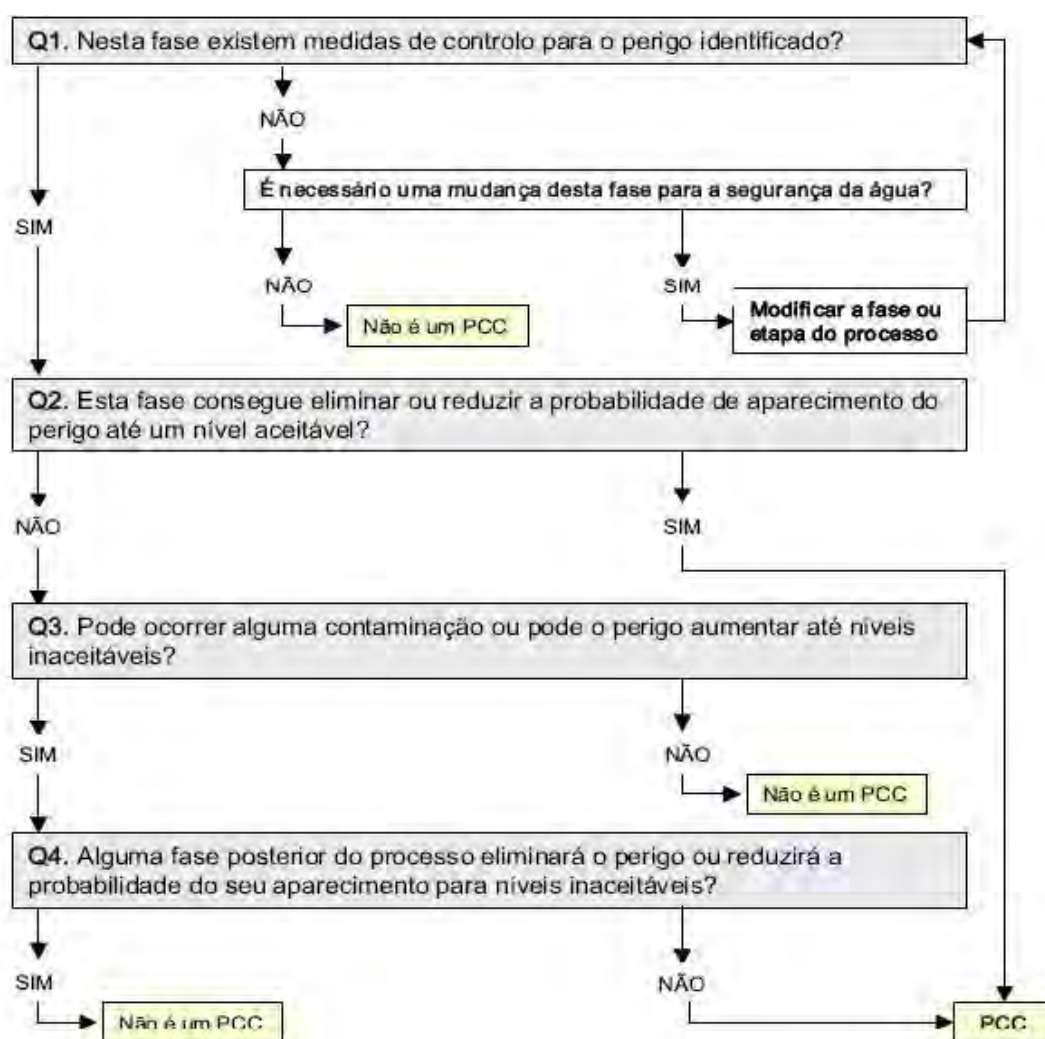 Q1. Nesta fase existem medidas de controlo para o perigo identificado?
NÃO
É necessário uma mudança desta fase para a segurança da água?
SIM
NÃO
SIM
Não é um PCC
Modificar a fase ou
etapa do processo
Q2. Esta fase consegue eliminar ou reduzir a probabilidade de aparecimento do
perigo até um nível aceitável?
NÃO
SIM
Q3. Pode ocorrer alguma contaminação ou pode o perigo aumentar até níveis
inaceitáveis?
SIM
NÃO
Não é um PCC
Q4. Alguma fase posterior do processo eliminará o perigo ou reduzirá a
probabilidade do seu aparecimento para níveis inaceitáveis?
SIM
NÃO
Não é um PCC
PCC